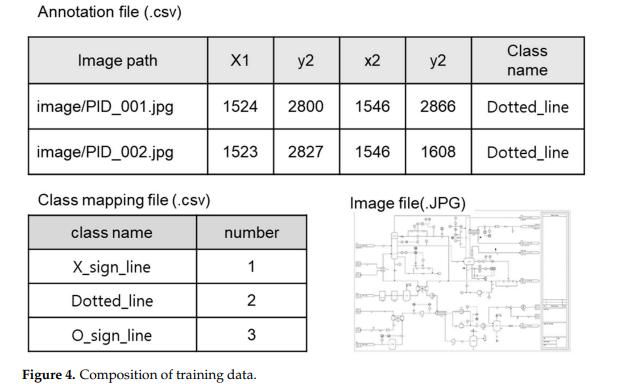 Annotation file (.csv)
Image path X1 y2 x2 y2 Class name
image/PID_001.jpg 1524 2800 1546 2866 Dotted_line
image/PID_002.jpg 1523 2827 1546 1608 Dotted_line
Class mapping file (.csv)
class name number
X_sign_line 1
Dotted_line 2
O_sign_line 3
Image file(.JPG)
Figure 4. Composition of training data.